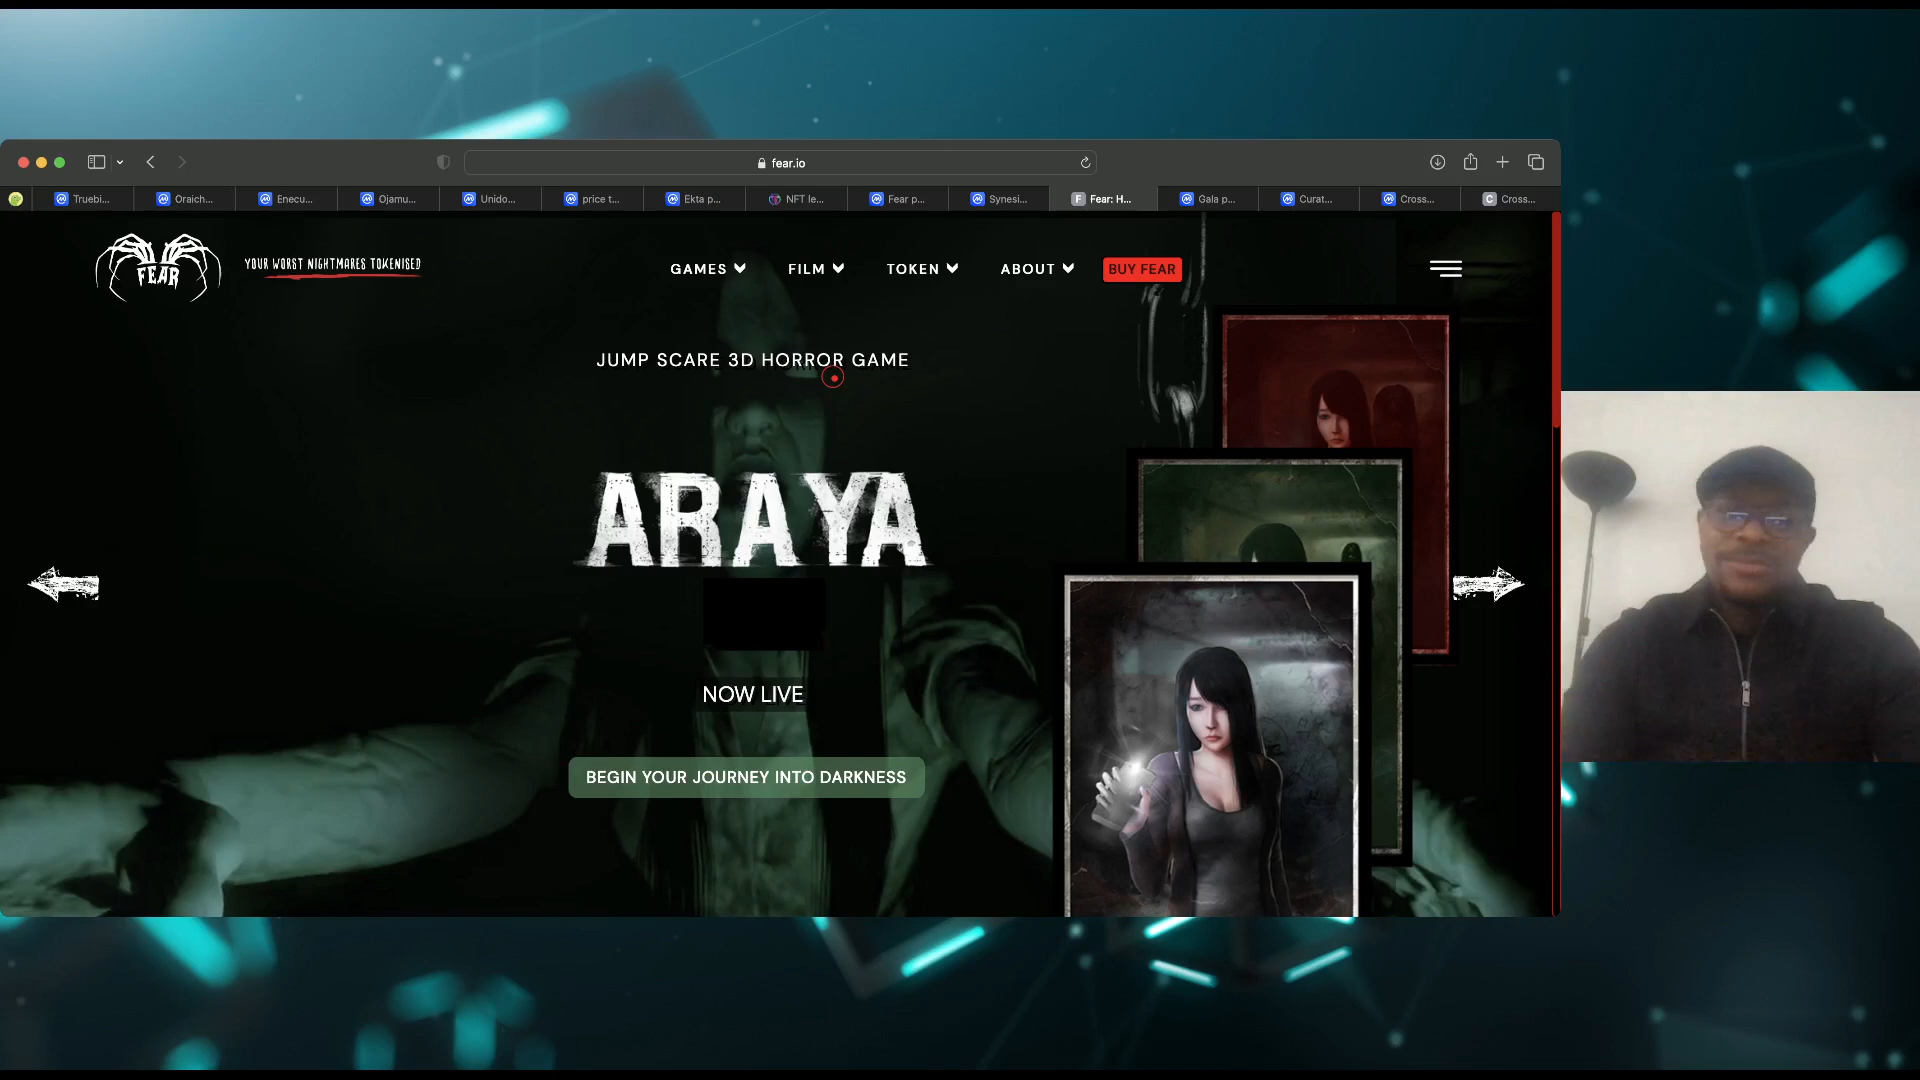 fear.io
Truebi...
Oraich...
Enecu...
Ojamu...
Unido...
price t...
Ekta p...
NFT le...
Fear p...
Synesi...
F
Fear: H...
Gala p...
Curat...
Cross...
C
Cross...
FEAR
YOUR WORST NIGHTMARES TOKENISED
GAMES
FILM
TOKEN
ABOUT
BUY FEAR
JUMP SCARE 3D HORROR GAME
ARAYA
NOW LIVE
BEGIN YOUR JOURNEY INTO DARKNESS